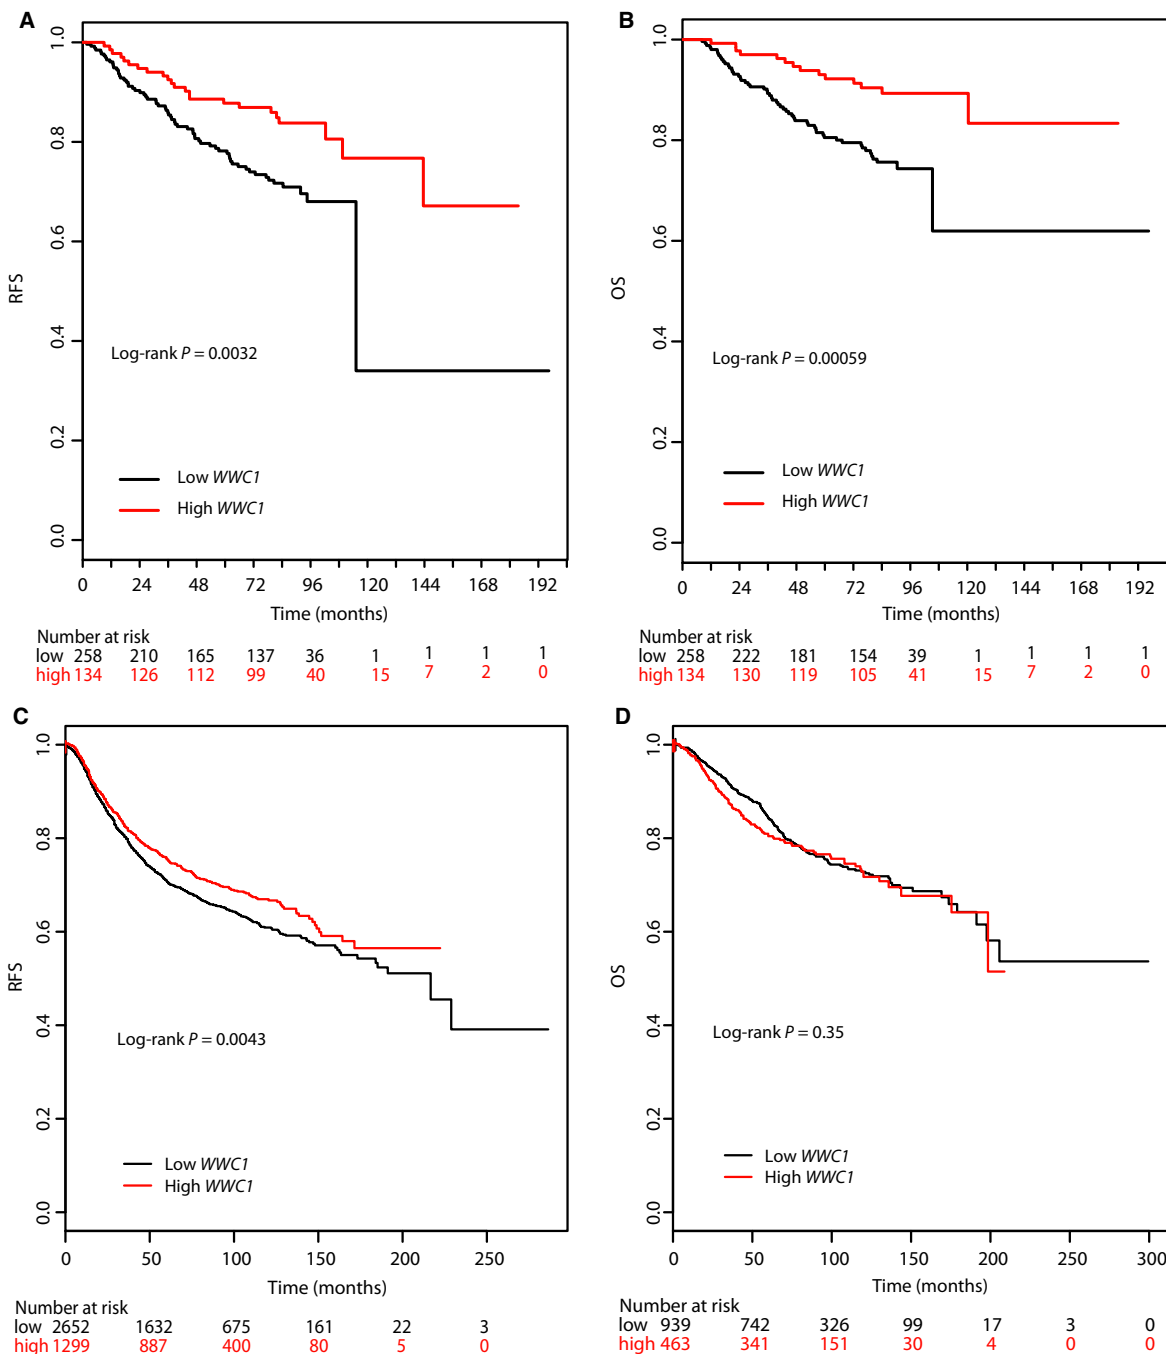 A
1.0
0.8
0.6
0.4
0.2
0.0
RFS
Log-rank P = 0.0032
Low WWC1
High WWC1
0 24 48 72 96 120 144 168 192
Time (months)
Number at risk
low 258 210 165 137 36 1 1 1 1
high 134 126 112 99 40 15 7 2 0
B
1.0
0.8
0.6
0.4
0.2
0.0
OS
Log-rank P = 0.00059
Low WWC1
High WWC1
0 24 48 72 96 120 144 168 192
Time (months)
Number at risk
low 258 222 181 154 39 1 1 1 1
high 134 130 119 105 41 15 7 2 0
C
1.0
0.8
0.6
0.4
0.2
0.0
RFS
Log-rank P = 0.0043
Low WWC1
High WWC1
0 50 100 150 200 250
Time (months)
Number at risk
low 2652 1632 675 161 22 3
high 1299 887 400 80 5 0
D
1.0
0.8
0.6
0.4
0.2
0.0
OS
Log-rank P = 0.35
Low WWC1
High WWC1
0 50 100 150 200 250 300
Time (months)
Number at risk
low 939 742 326 99 17 3 0
high 463 341 151 30 4 0 0